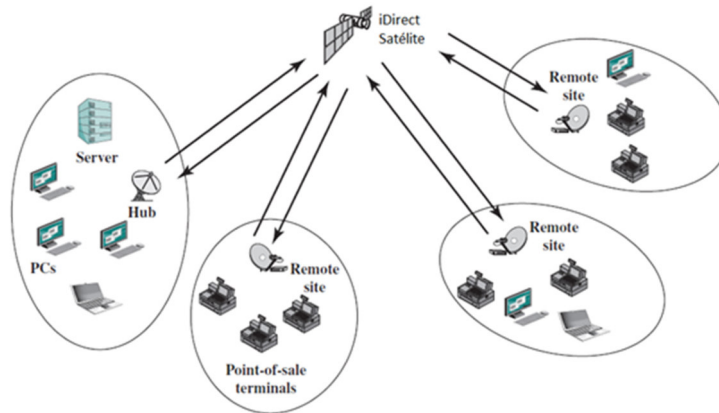 iDirect
Satélite
Remote
site
Server
Hub
PCs
Remote
site
Point-of-sale
terminals
Remote
site